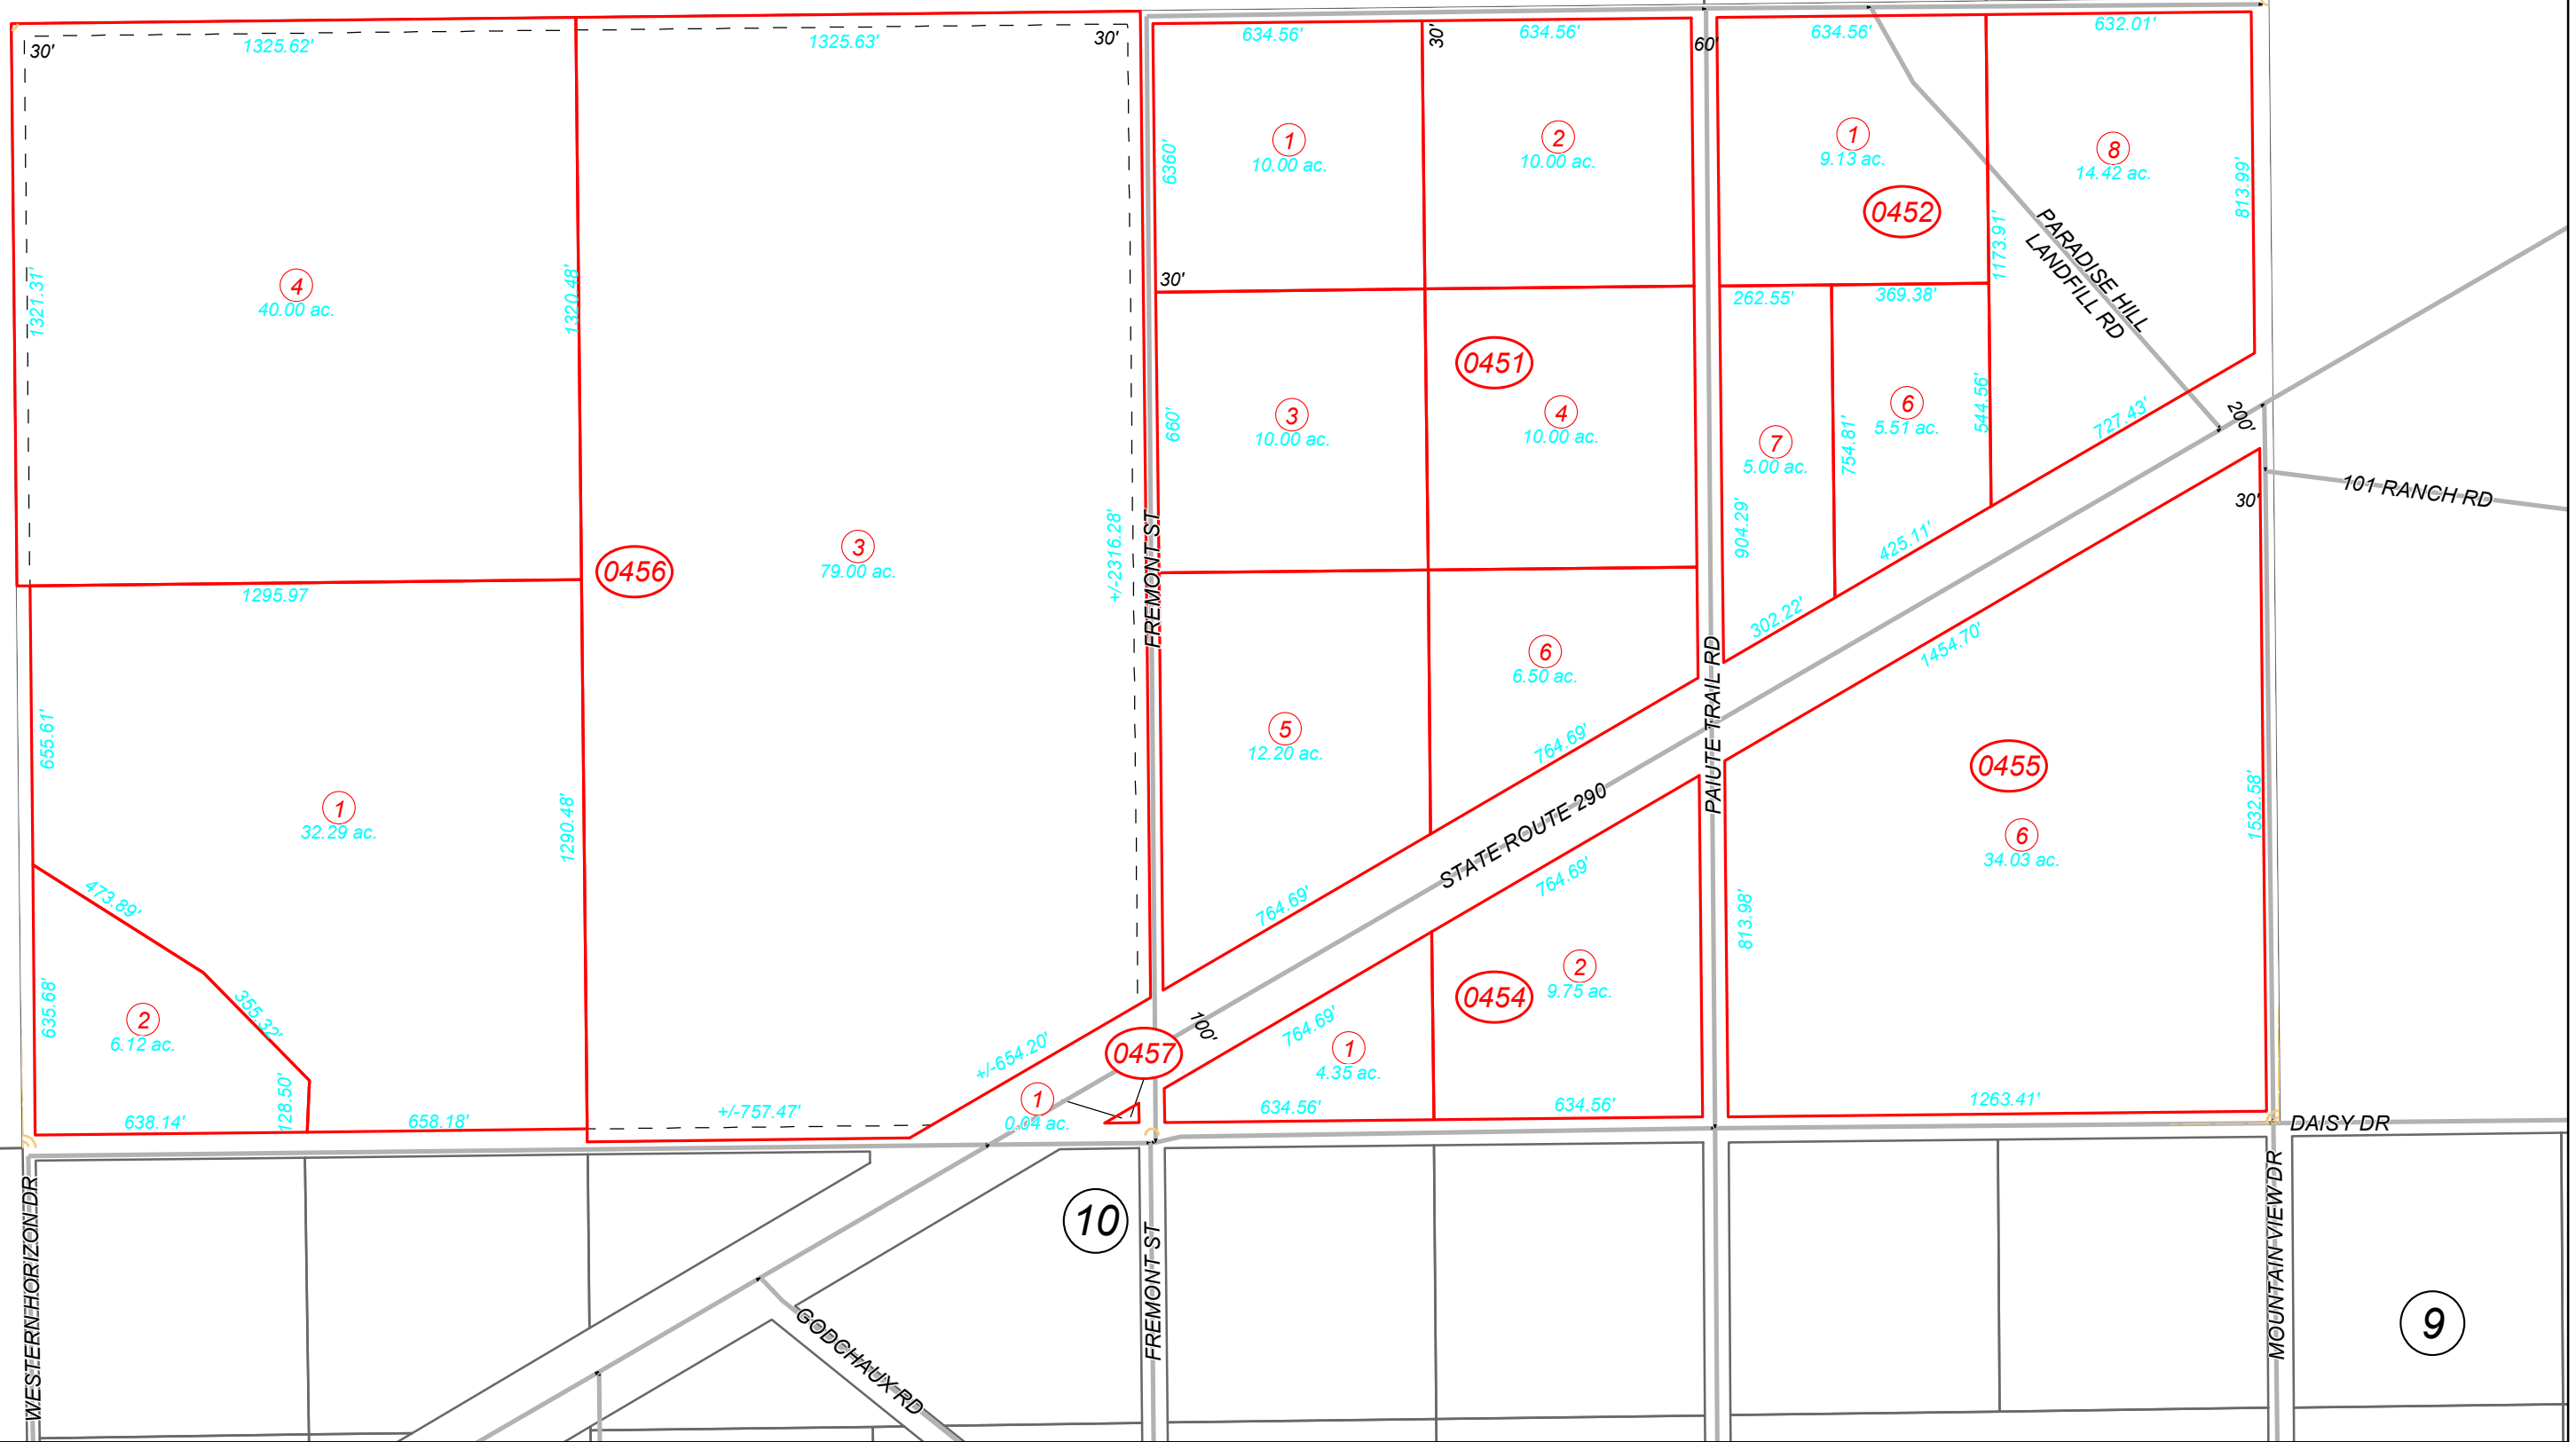 30'
1325.62'
1325.63'
30'
634.56'
30'
634.56'
60'
634.56'
632.01'
1
10.00 ac.
2
10.00 ac.
1
9.13 ac.
8
14.42 ac.
6360'
0452
813.99'
1173.91'
PARADISE HILL
LANDFILL RD
4
40.00 ac.
1321.31'
1320.48'
30'
262.55'
369.38'
0451
3
10.00 ac.
4
10.00 ac.
660'
7
5.00 ac.
6
5.51 ac.
754.81'
544.56'
727.43'
200'
101 RANCH RD
30'
904.29'
425.11'
302.22'
1454.70'
0456
3
79.00 ac.
+/-2316.28'
FREMONT ST
1295.97
655.61'
6
6.50 ac.
5
12.20 ac.
764.69'
764.69'
PAIUTE TRAIL RD
STATE ROUTE 290
0455
6
34.03 ac.
1532.58'
813.98'
1
32.29 ac.
1290.48'
473.89'
355.32'
635.68'
2
6.12 ac.
128.50'
638.14'
658.18'
+/-757.47'
+/-654.20'
0457
100'
1
0.04 ac.
764.69'
764.69'
0454
2
9.75 ac.
1
4.35 ac.
634.56'
634.56'
1263.41'
DAISY DR
WESTERN HORIZON DR
10
FREMONT ST
GODCHAUX RD
MOUNTAIN VIEW DR
9